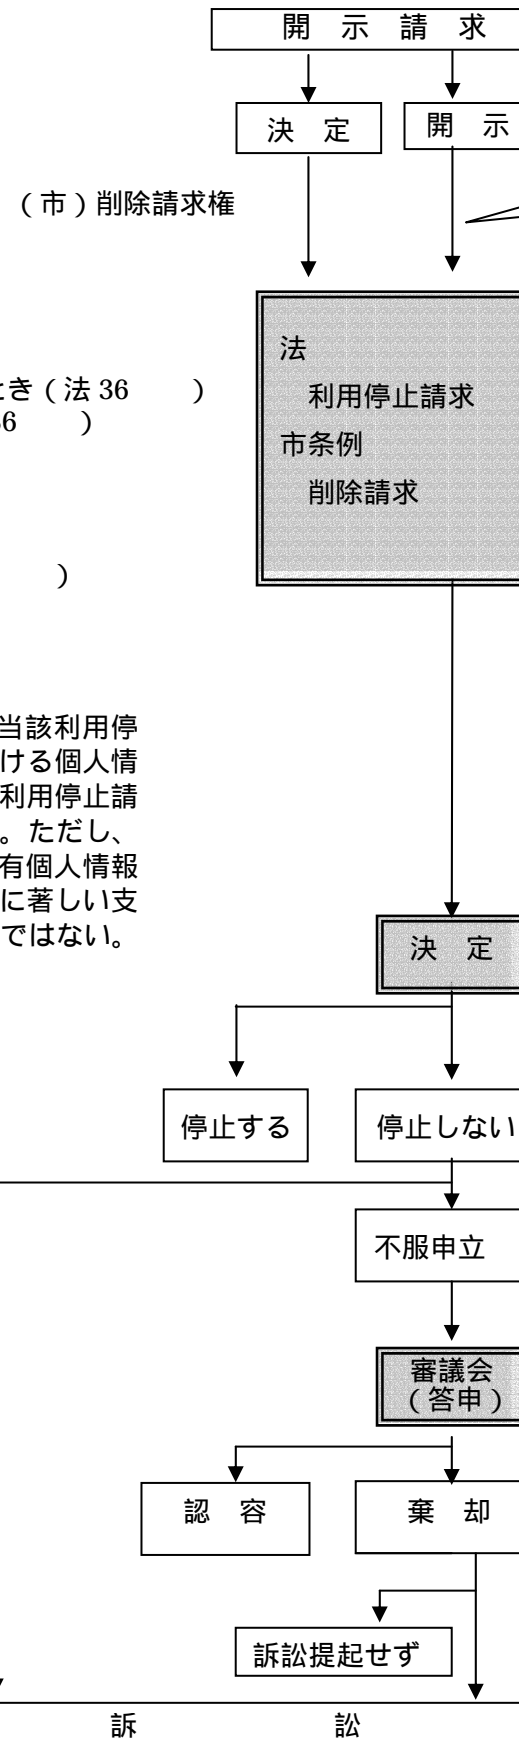 開 示 請 求
決 定
開 示
（市）削除請求権
法
利用停止請求
市条例
削除請求
とき（法 36 ）
36 ）
）
当該利用停
ける個人情
利用停止請
。ただし、
有個人情報
に著しい支
ではない。
決 定
停止する
停止しない
不服申立
審議会
（答申）
認 容
棄 却
訴訟提起せず
訴 訟